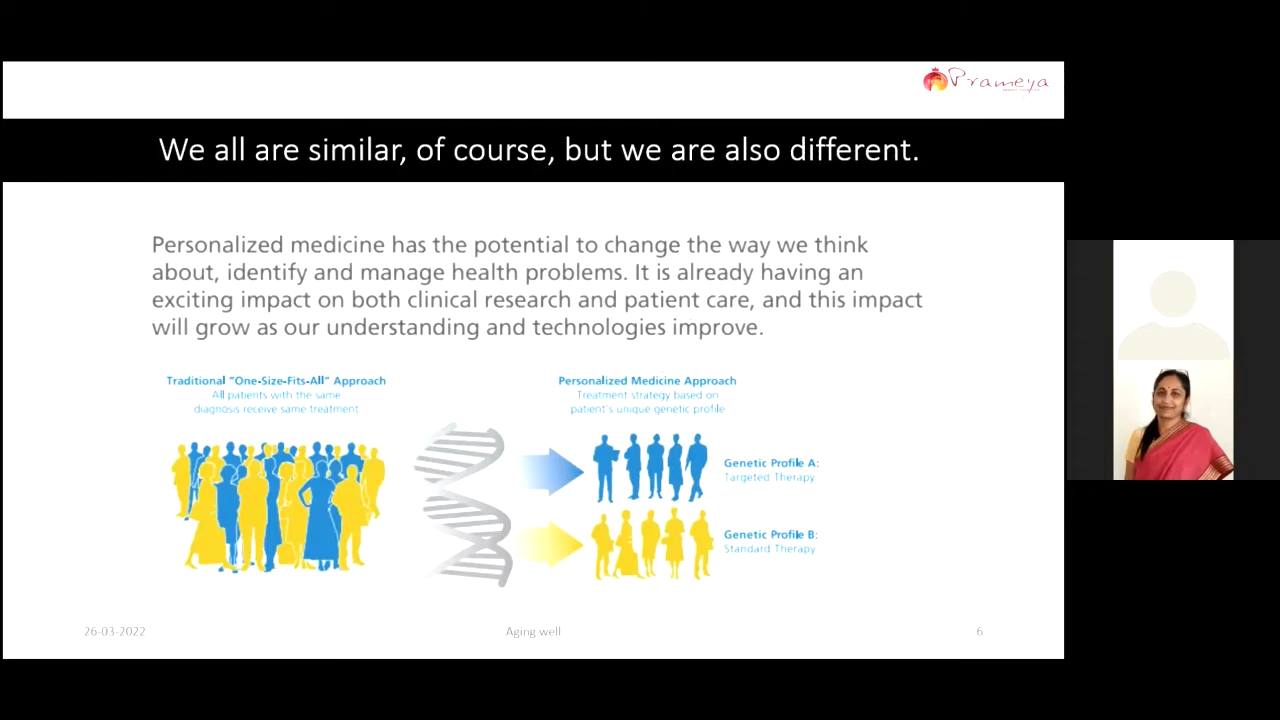 Prameya
We all are similar, of course, but we are also different.
Personalized medicine has the potential to change the way we think
about, identify and manage health problems. It is already having an
exciting impact on both clinical research and patient care, and this impact
will grow as our understanding and technologies improve.
Traditional “One-Size-Fits-All” Approach
All patients with the same
diagnosis receive same treatment
Personalized Medicine Approach
Treatment strategy based on
patient's unique genetic profile
Genetic Profile A:
Targeted Therapy
Genetic Profile B:
Standard Therapy
26-03-2022
Aging well
6